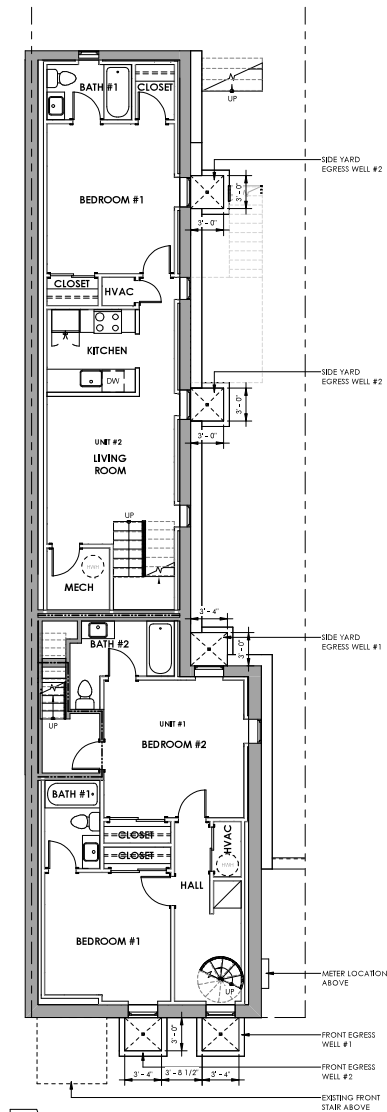 BATH #1
CLOSET
UP
BEDROOM #1
SIDE YARD
EGRESS WELL #2
3'-0"
3'-0"
CLOSET
HVAC
KITCHEN
DW
SIDE YARD
EGRESS WELL #2
3'-0"
3'-0"
UNIT #2
LIVING
ROOM
UP
HWH
MECH
3'-4"
3'-0"
SIDE YARD
EGRESS WELL #1
BATH #2
UP
UNIT #1
BEDROOM #2
BATH #1
CLOSET
CLOSET
HVAC
HWH
HALL
BEDROOM #1
UP
METER LOCATION
ABOVE
3'-0"
FRONT EGRESS
WELL #1
3'-4"
3'-8 1/2"
3'-4"
FRONT EGRESS
WELL #2
EXISTING FRONT
STAIR ABOVE